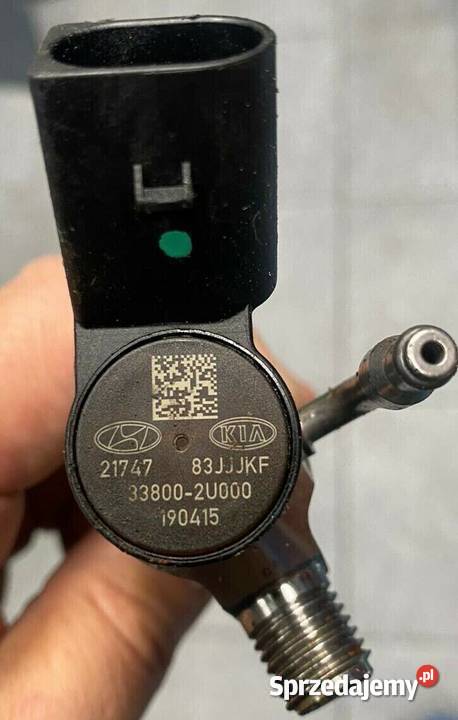 KIA
21747 83JJJKF
33800-2U000
190415
Sprzedajemy.pl